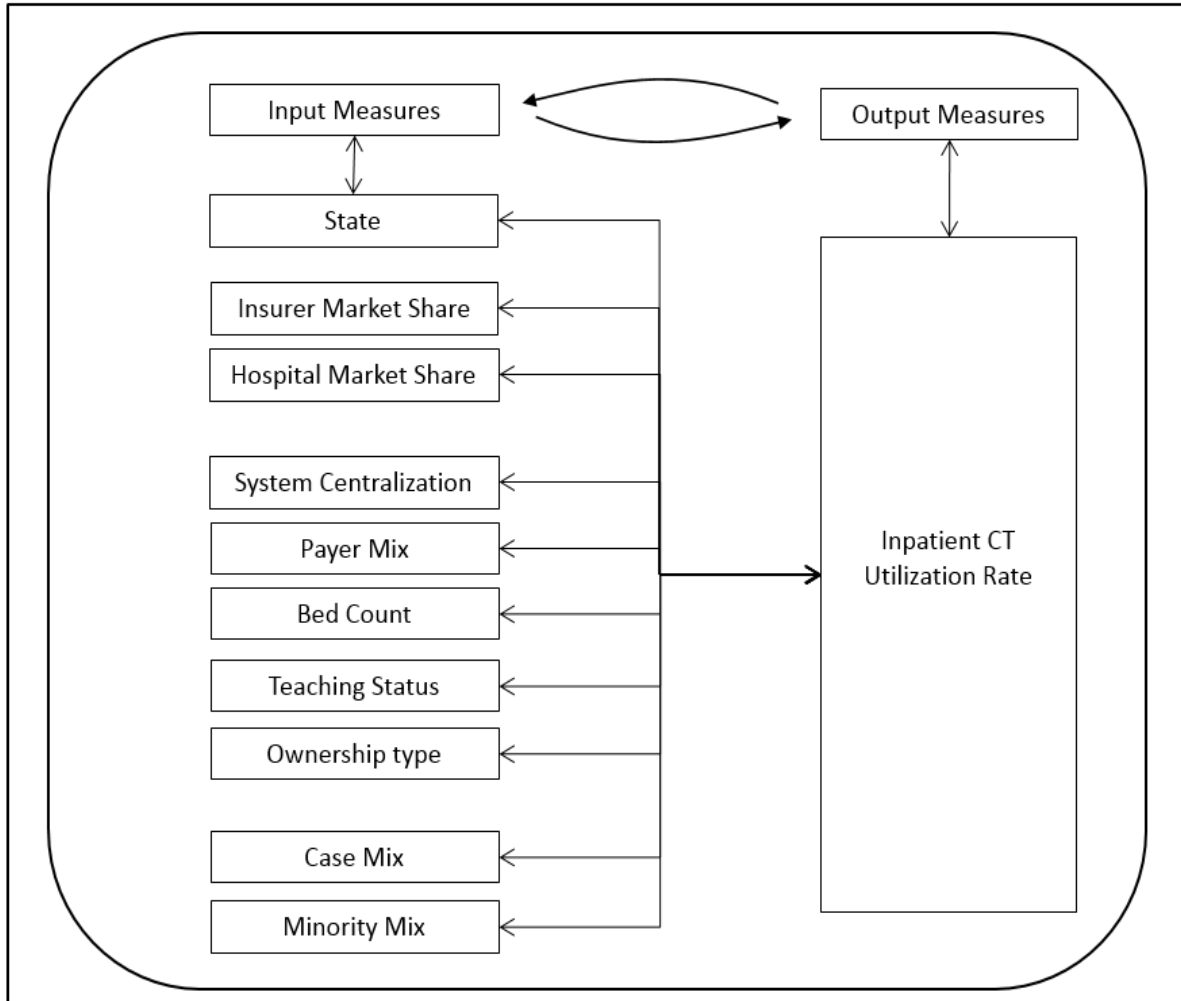 Input Measures
Output Measures
State
Insurer Market Share
Hospital Market Share
System Centralization
Payer Mix
Bed Count
Teaching Status
Ownership type
Case Mix
Minority Mix
Inpatient CT
Utilization Rate